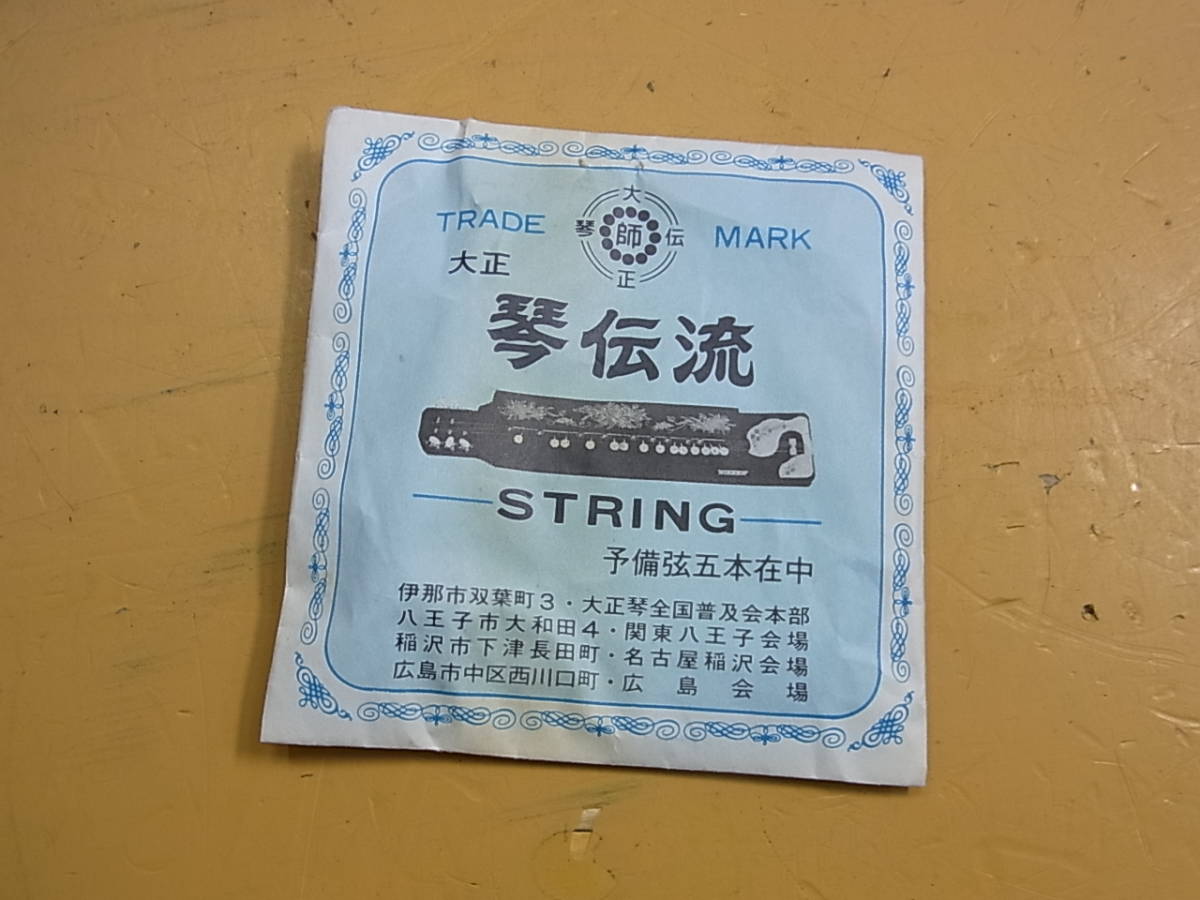 TRADE 大 琴 師 伝 正 MARK
大正
琴伝流
STRING
予備弦五本在中
伊那市双葉町3・大正琴全国普及会本部
八王子市大和田4・関東八王子会場
稲沢市下津長田町・名古屋稲沢会場
広島市中区西川口町・広島会場